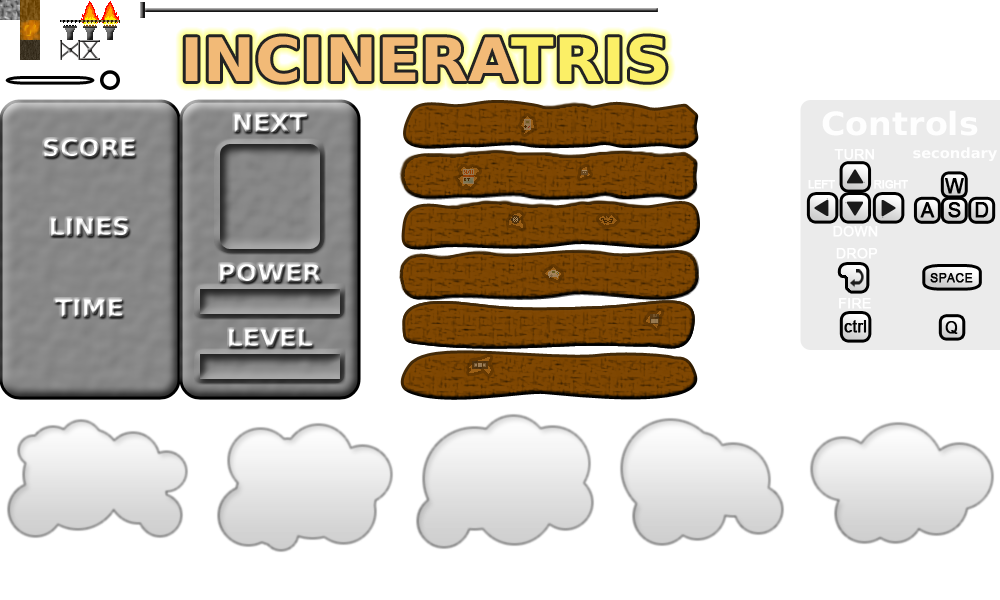 INCINERATRIS
SCORE
LINES
TIME
NEXT
POWER
LEVEL
Controls
TURN
secondary
LEFT
RIGHT
W
A S D
DOWN
DROP
SPACE
FIRE
ctrl
Q